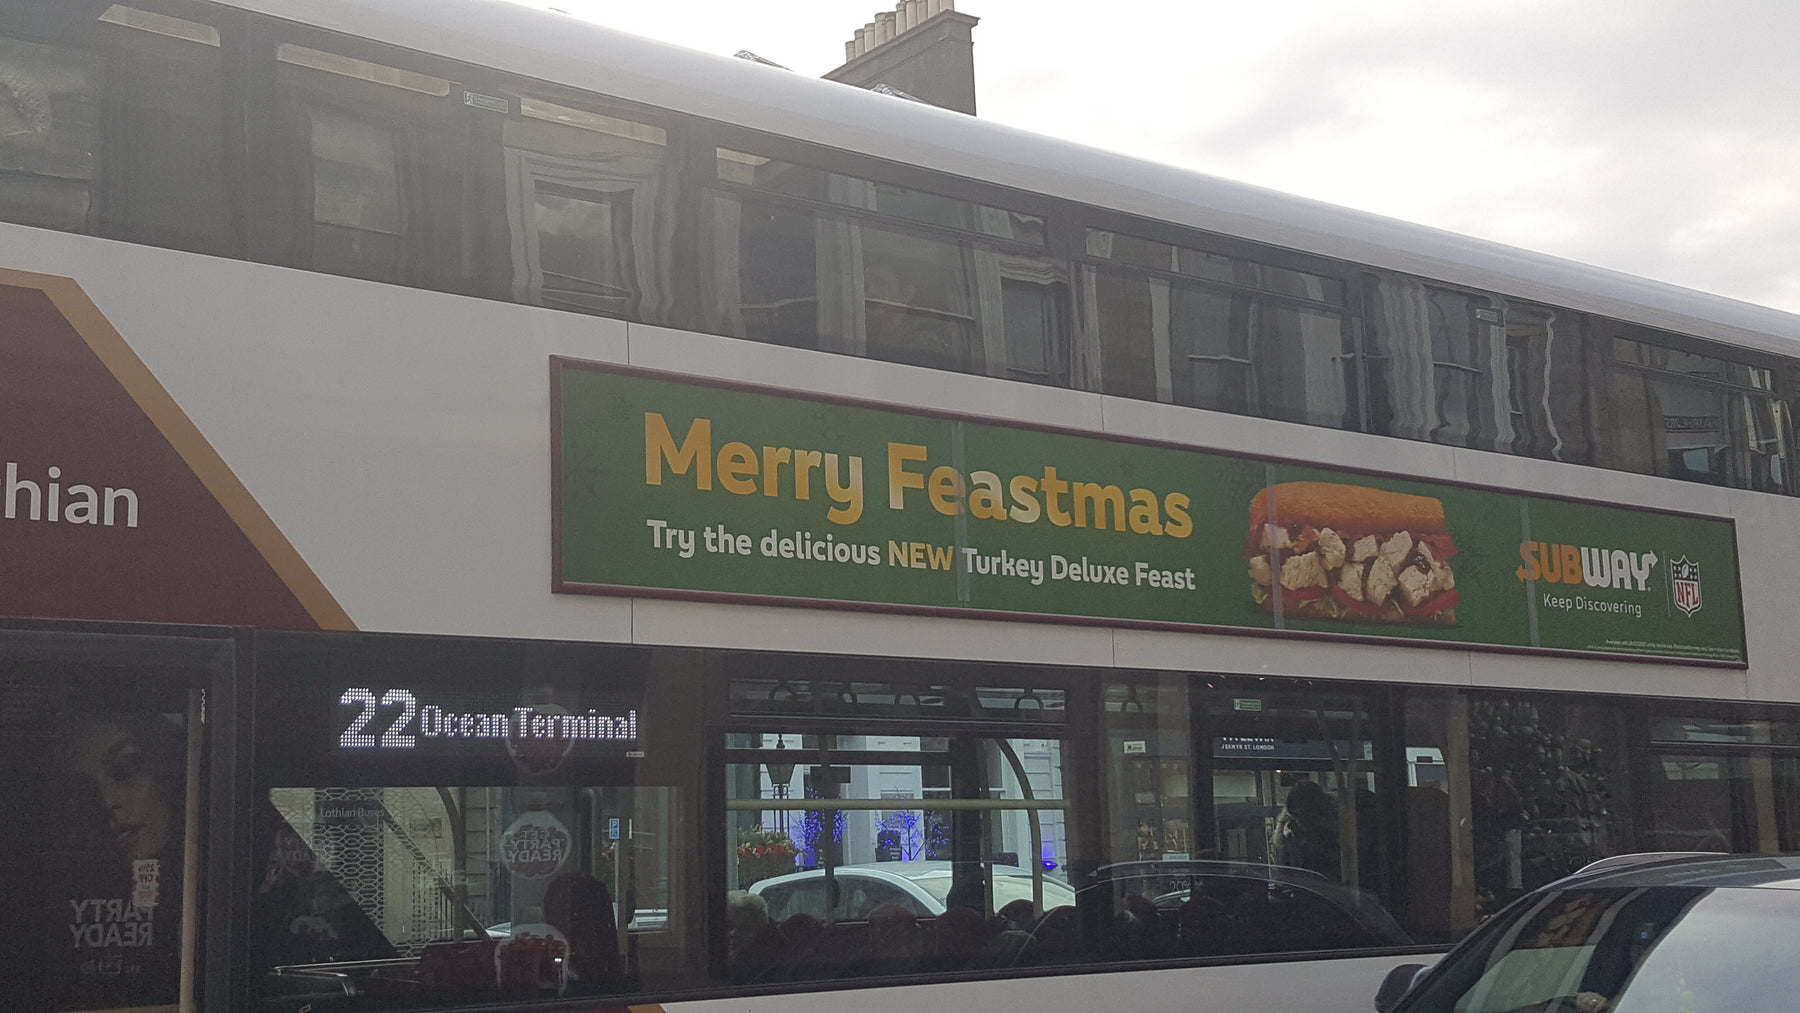 thian
Merry Feastmas
Try the delicious NEW Turkey Deluxe Feast
SUBWAY
Keep Discovering
NFL
22 Ocean Terminal
JERMYN ST. LONDON
Lothian Buses
GET
PARTY
READY
PARTY
READY